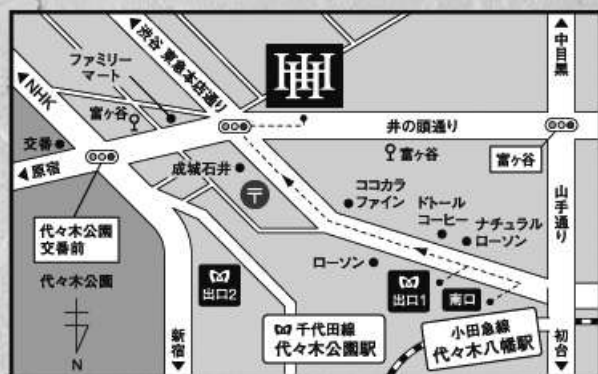 渋谷 東急本店通り
HH
中目黒
ファミリー
マート
NHK
富ヶ谷
井の頭通り
交番
富ヶ谷
富ヶ谷
原宿
成城石井
〒
ココカラ
ファイン
ドトール
コーヒー
ナチュラル
ローソン
山手通り
代々木公園
交番前
代々木公園
ローソン
出口2
出口1
南口
千代田線
代々木公園駅
小田急線
代々木八幡駅
新宿
初台
N